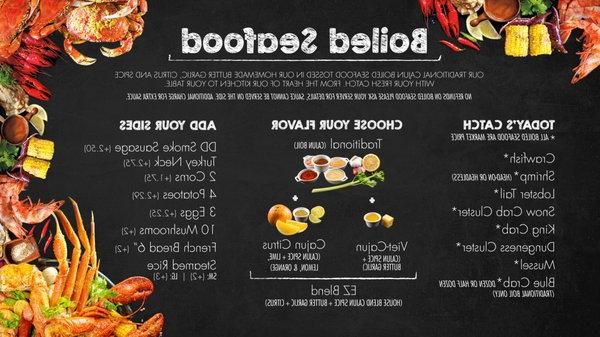 Boiled Seafood
OUR TRADITIONAL CAJUN BOILED SEAFOOD TOSSED IN OUR HOMEMADE BUTTER GARLIC, CITRUS AND SPICE
WITH YOUR FRESH CATCH, FROM THE HEART OF OUR KITCHEN TO YOUR TABLE.
NO REFUNDS ON BOILED SEAFOOD PLEASE ASK YOUR SERVER FOR DETAILS, SAUCE CANNOT BE SERVED ON THE SIDE, ADDITIONAL CHARGE FOR EXTRA SAUCE.
TODAY'S CATCH
* ALL BOILED SEAFOOD ARE MARKET PRICE
Crawfish*
Shrimp* (HEAD-ON OR HEADLESS)
Lobster Tail*
Snow Crab Cluster*
King Crab*
Dungeness Cluster*
Mussel*
Blue Crab* (DOZEN OR HALF DOZEN
(TRADITIONAL BOIL ONLY)
CHOOSE YOUR FLAVOR
Traditional
(CAJUN BOIL)
+ +
Viet-Cajun
(CAJUN SPICE +
BUTTER GARLIC)
Cajun Citrus
(CAJUN SPICE + LIME,
LEMON, & ORANGE)
EZ Blend
(HOUSE BLEND CAJUN SPICE + BUTTER GARLIC + CITRUS)
ADD YOUR SIDES
DD Smoke Sausage (+2.50)
Turkey Neck (+2.75)
2 Corns (+1.75)
4 Potatoes (+2.29)
3 Eggs (+2.25)
10 Mushrooms (+2)
French Bread 6" (+2)
Steamed Rice
SM (+2) | LG (+3)